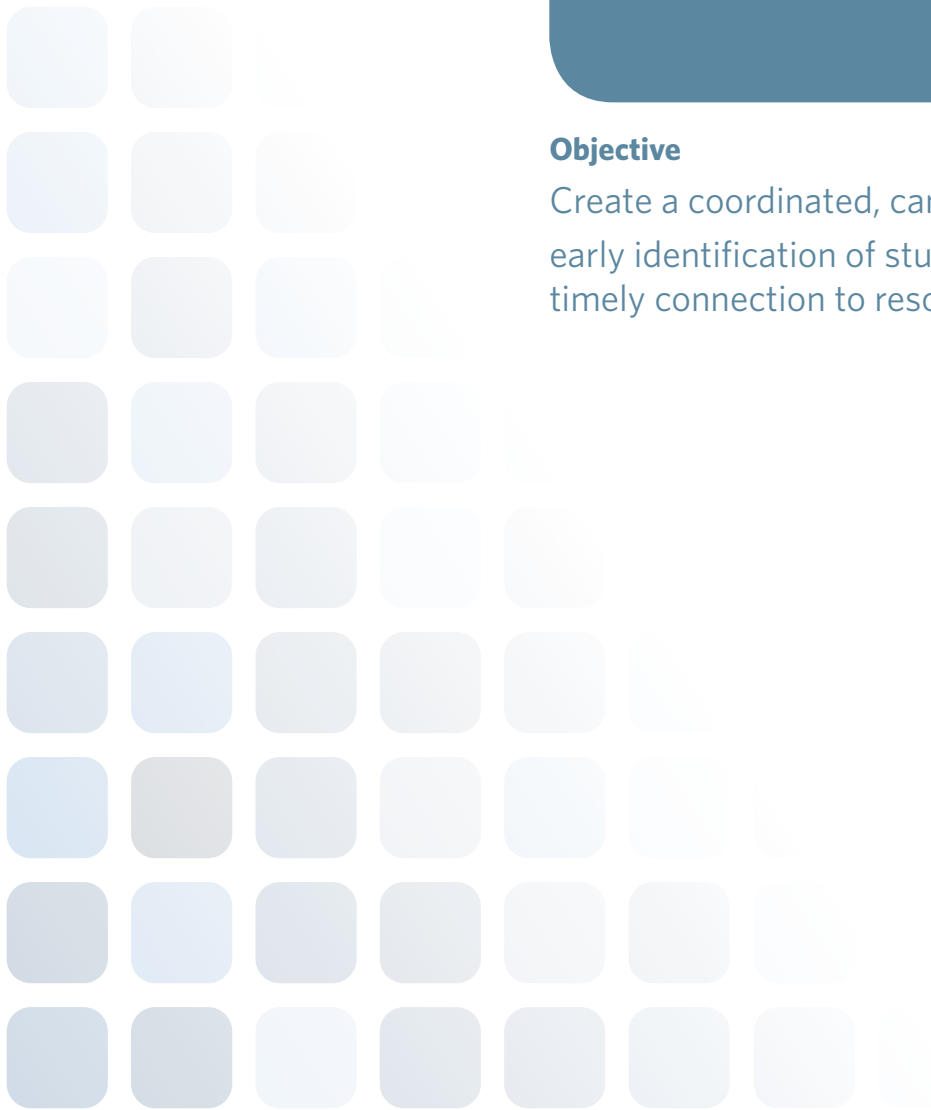 Objective
Create a coordinated,
early identification of
timely connection to